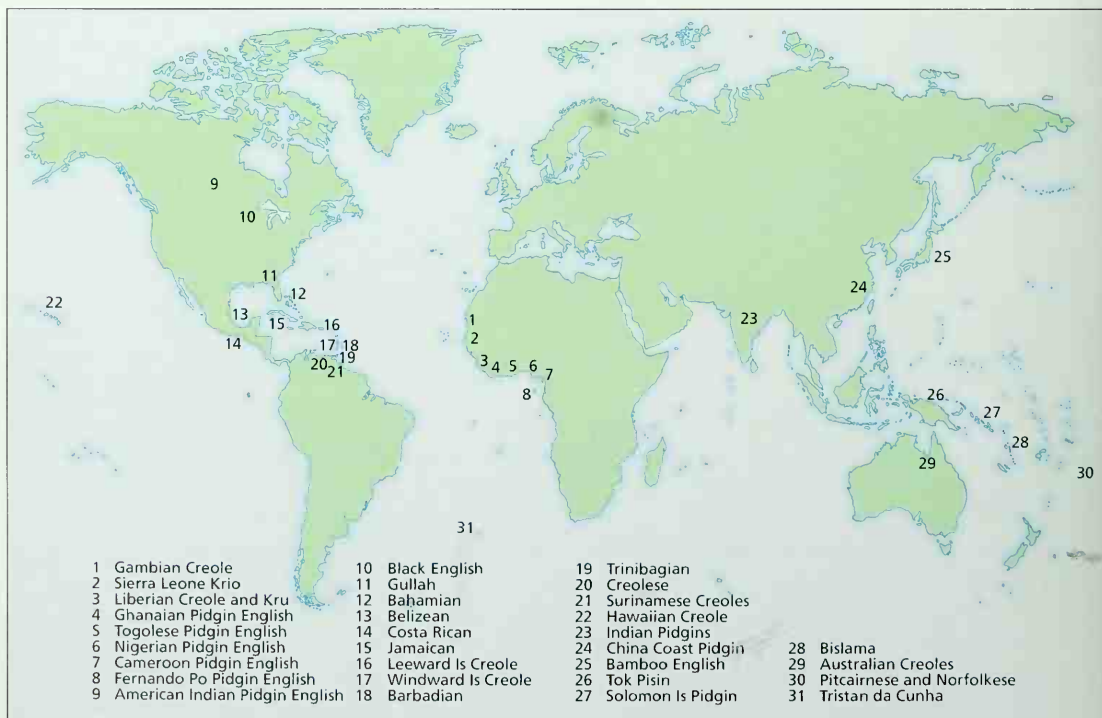 9
10
11
12
13
14
15
16
17
18
19
20
21
22
1
2
3
4
5
6
7
8
23
24
25
26
27
28
29
30
31
1 Gambian Creole
2 Sierra Leone Krio
3 Liberian Creole and Kru
4 Ghanaian Pidgin English
5 Togolese Pidgin English
6 Nigerian Pidgin English
7 Cameroon Pidgin English
8 Fernando Po Pidgin English
9 American Indian Pidgin English
10 Black English
11 Gullah
12 Bahamian
13 Belizean
14 Costa Rican
15 Jamaican
16 Leeward Is Creole
17 Windward Is Creole
18 Barbadian
19 Trinibagian
20 Creolese
21 Surinamese Creoles
22 Hawaiian Creole
23 Indian Pidgins
24 China Coast Pidgin
25 Bamboo English
26 Tok Pisin
27 Solomon Is Pidgin
28 Bislama
29 Australian Creoles
30 Pitcairnese and Norfolkese
31 Tristan da Cunha